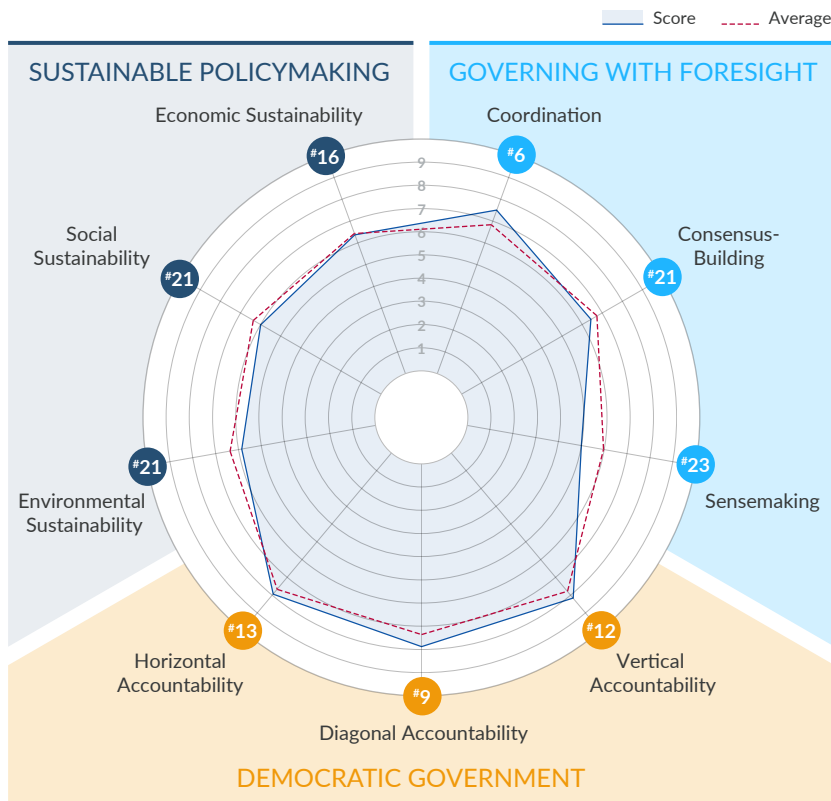 Score
Average
SUSTAINABLE POLICYMAKING
GOVERNING WITH FORESIGHT
Economic Sustainability
Coordination
#16
#6
9
8
7
6
5
4
3
2
1
Social
Sustainability
#21
Consensus-
Building
#21
#21
Environmental
Sustainability
#23
Sensemaking
#13
Horizontal
Accountability
#12
Vertical
Accountability
#9
Diagonal Accountability
DEMOCRATIC GOVERNMENT